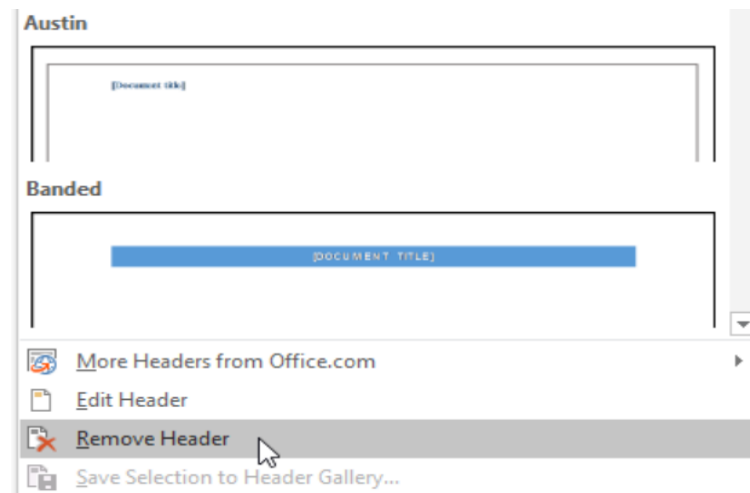 Austin
[Document title]
Banded
[DOCUMENT TITLE]
More Headers from Office.com
Edit Header
Remove Header
Save Selection to Header Gallery...